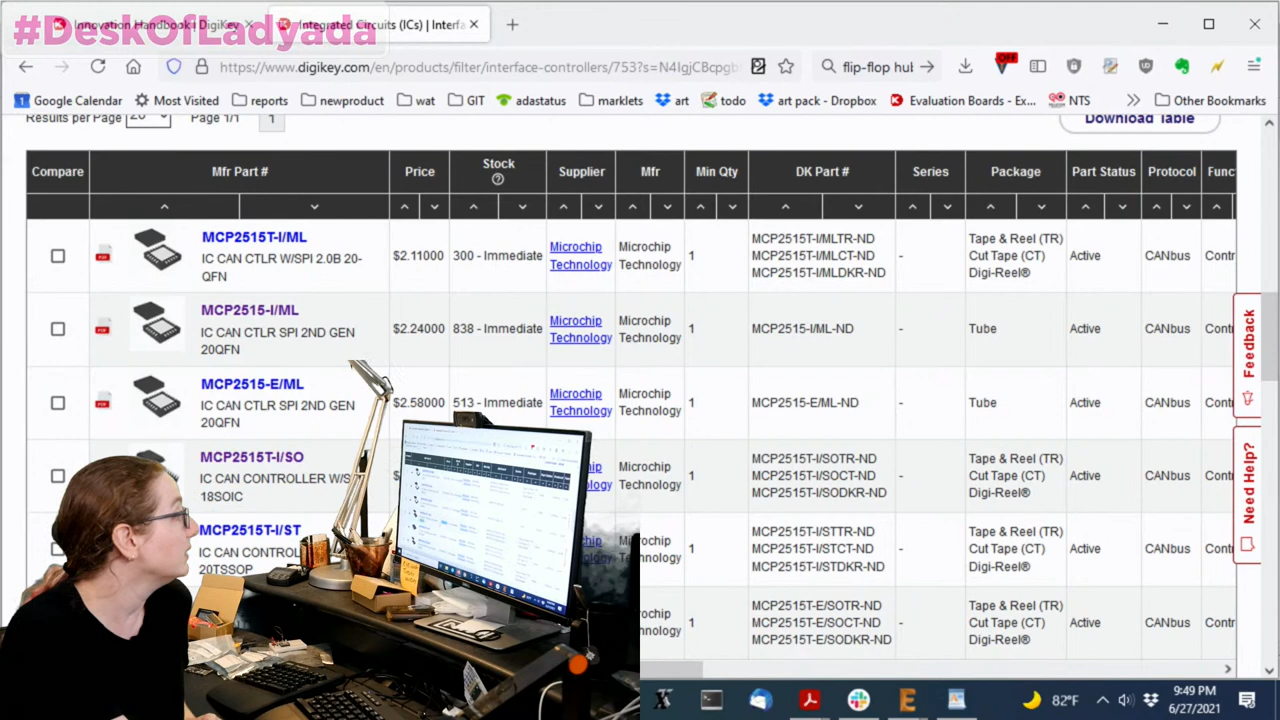 #DeskOfLadyada
Innovation Handbook | DigiKey
Integrated Circuits (ICs) | Interfa
https://www.digikey.com/en/products/filter/interface-controllers/753?s=N4IgjCBcpgb
flip-flop hul
OFF
Google Calendar
Most Visited
reports
newproduct
wat
GIT
adastatus
marklets
art
todo
art pack - Dropbox
Evaluation Boards - Ex...
NTS
Other Bookmarks
Results per Page
Page 1/1
1
Download Table
Compare
Mfr Part #
Price
Stock
Supplier
Mfr
Min Qty
DK Part #
Series
Package
Part Status
Protocol
Func
MCP2515T-I/ML
IC CAN CTLR W/SPI 2.0B 20-
QFN
$2.11000
300 - Immediate
Microchip
Technology
Microchip
Technology
1
MCP2515T-I/MLTR-ND
MCP2515T-I/MLCT-ND
MCP2515T-I/MLDKR-ND
-
Tape & Reel (TR)
Cut Tape (CT)
Digi-Reel®
Active
CANbus
Contr
MCP2515-I/ML
IC CAN CTLR SPI 2ND GEN
20QFN
$2.24000
838 - Immediate
Microchip
Technology
Microchip
Technology
1
MCP2515-I/ML-ND
-
Tube
Active
CANbus
Contr
MCP2515-E/ML
IC CAN CTLR SPI 2ND GEN
20QFN
$2.58000
513 - Immediate
Microchip
Technology
Microchip
Technology
1
MCP2515-E/ML-ND
-
Tube
Active
CANbus
Contr
MCP2515T-I/SO
IC CAN CONTROLLER W/S
18SOIC
Microchip
Technology
1
MCP2515T-I/SOTR-ND
MCP2515T-I/SOCT-ND
MCP2515T-I/SODKR-ND
-
Tape & Reel (TR)
Cut Tape (CT)
Digi-Reel®
Active
CANbus
Contr
MCP2515T-I/ST
IC CAN CONTROL
20TSSOP
1
MCP2515T-I/STTR-ND
MCP2515T-I/STCT-ND
MCP2515T-I/STDKR-ND
-
Tape & Reel (TR)
Cut Tape (CT)
Digi-Reel®
Active
CANbus
Contr
1
MCP2515T-E/SOTR-ND
MCP2515T-E/SOCT-ND
MCP2515T-E/SODKR-ND
-
Tape & Reel (TR)
Cut Tape (CT)
Digi-Reel®
Active
CANbus
Contr
Feedback
Need Help?
82°F
9:49 PM
6/27/2021